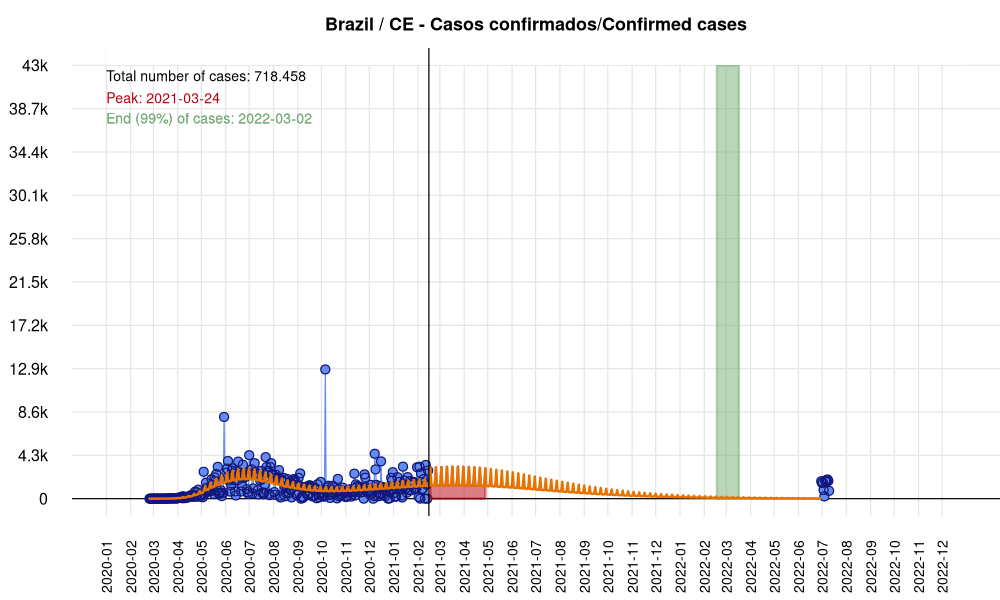 Brazil / CE - Casos confirmados/Confirmed cases
Total number of cases: 718.458
Peak: 2021-03-24
End (99%) of cases: 2022-03-02
43k
38.7k
34.4k
30.1k
25.8k
21.5k
17.2k
12.9k
8.6k
4.3k
0
2020-01
2020-02
2020-03
2020-04
2020-05
2020-06
2020-07
2020-08
2020-09
2020-10
2020-11
2020-12
2021-01
2021-02
2021-03
2021-04
2021-05
2021-06
2021-07
2021-08
2021-09
2021-10
2021-11
2021-12
2022-01
2022-02
2022-03
2022-04
2022-05
2022-06
2022-07
2022-08
2022-09
2022-10
2022-11
2022-12